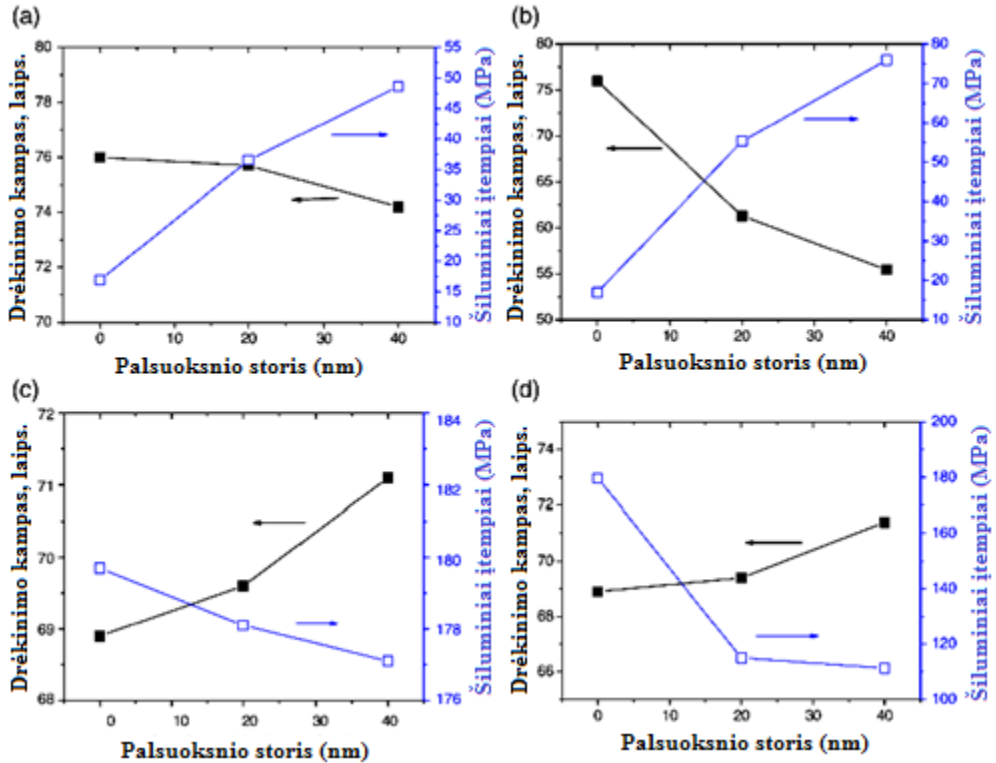 (a)
Drėkinimo kampas, laips.
80
78
76
74
72
70
0 10 20 30 40
Palsuoksnio storis (nm)
55
50
45
40
35
30
25
20
15
10
Šiluminiai įtempiai (MPa)
(b)
Drėkinimo kampas, laips.
80
75
70
65
60
55
50
0 10 20 30 40
Palsuoksnio storis (nm)
80
70
60
50
40
30
20
10
Šiluminiai įtempiai (MPa)
(c)
Drėkinimo kampas, laips.
72
71
70
69
68
0 10 20 30 40
Palsuoksnio storis (nm)
184
182
180
178
176
Šiluminiai įtempiai (MPa)
(d)
Drėkinimo kampas, laips.
74
72
70
68
66
0 10 20 30 40
Palsuoksnio storis (nm)
200
180
160
140
120
100
Šiluminiai įtempiai (MPa)